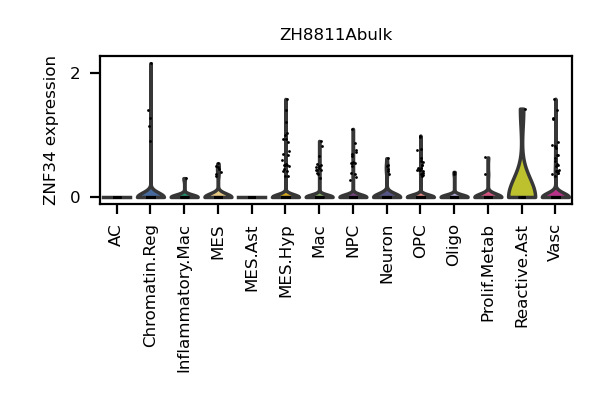 ZH8811Abulk
ZNF34 expression
2
0
AC
Chromatin.Reg
Inflammatory.Mac
MES
MES.Ast
MES.Hyp
Mac
NPC
Neuron
OPC
Oligo
Prolif.Metab
Reactive.Ast
Vasc